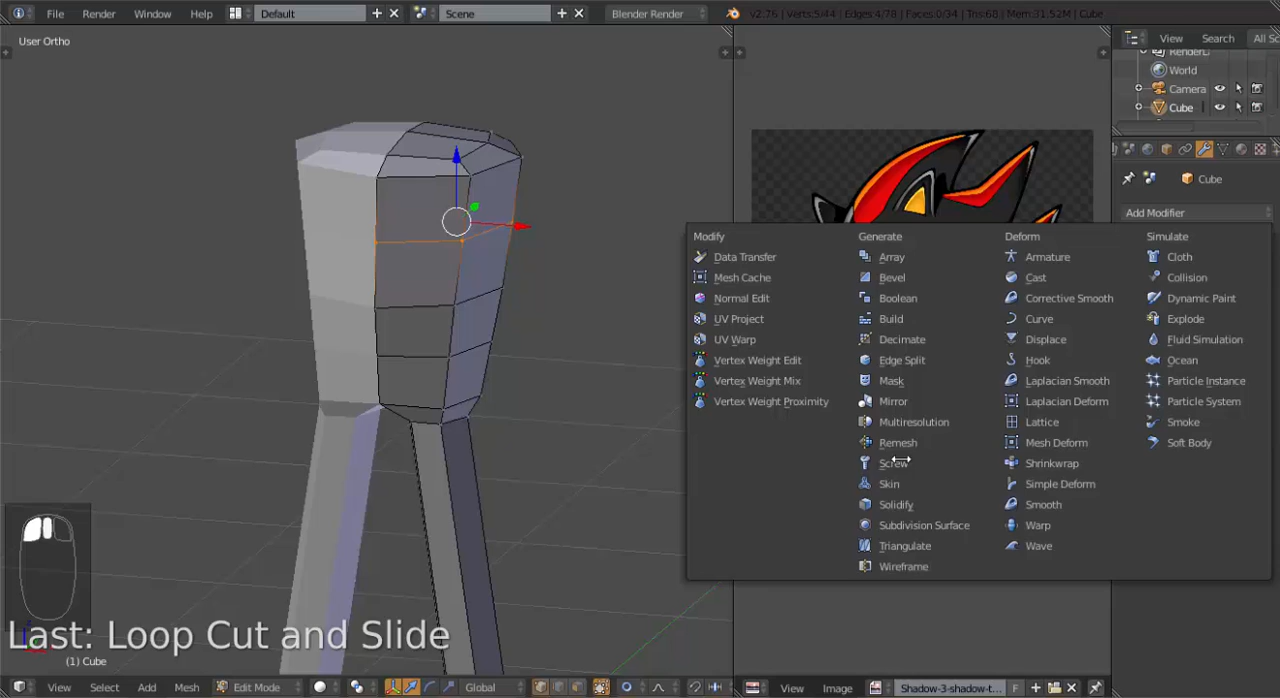 File Render Window Help Default Scene Blender Render v2.76 | Verts:5/44 | Edges:4/78 | Faces:0/34 | Tris:68 | Mem:31.52M | Cube
User Ortho
View Search All Sc
World
Camera
Cube
Cube
Add Modifier
Modify Generate Deform Simulate
Data Transfer Array Armature Cloth
Mesh Cache Bevel Cast Collision
Normal Edit Boolean Corrective Smooth Dynamic Paint
UV Project Build Curve Explode
UV Warp Decimate Displace Fluid Simulation
Vertex Weight Edit Edge Split Hook Ocean
Vertex Weight Mix Mask Laplacian Smooth Particle Instance
Vertex Weight Proximity Mirror Laplacian Deform Particle System
Multiresolution Lattice Smoke
Remesh Mesh Deform Soft Body
Screw Shrinkwrap
Skin Simple Deform
Solidify Smooth
Subdivision Surface Warp
Triangulate Wave
Wireframe
Last: Loop Cut and Slide
(1) Cube
View Select Add Mesh Edit Mode Global View Image Shadow-3-shadow-t... F